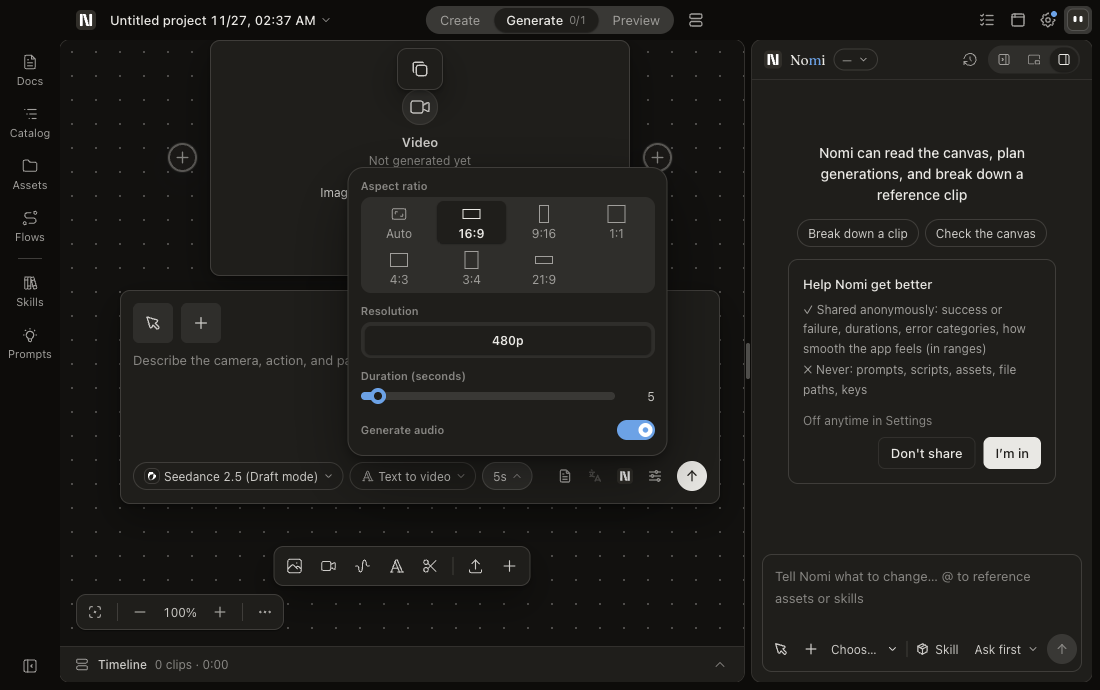 Untitled project 11/27, 02:37 AM
Create
Generate 0/1
Preview
Docs
Catalog
Assets
Flows
Skills
Prompts
Video
Not generated yet
Imag
Aspect ratio
Auto
16:9
9:16
1:1
4:3
3:4
21:9
Resolution
480p
Duration (seconds)
5
Generate audio
Describe the camera, action, and pa
Seedance 2.5 (Draft mode)
Text to video
5s
100%
Timeline 0 clips · 0:00
Nomi
Nomi can read the canvas, plan
generations, and break down a
reference clip
Break down a clip
Check the canvas
Help Nomi get better
✓ Shared anonymously: success or
failure, durations, error categories, how
smooth the app feels (in ranges)
✕ Never: prompts, scripts, assets, file
paths, keys
Off anytime in Settings
Don't share
I'm in
Tell Nomi what to change... @ to reference
assets or skills
Choos...
Skill
Ask first